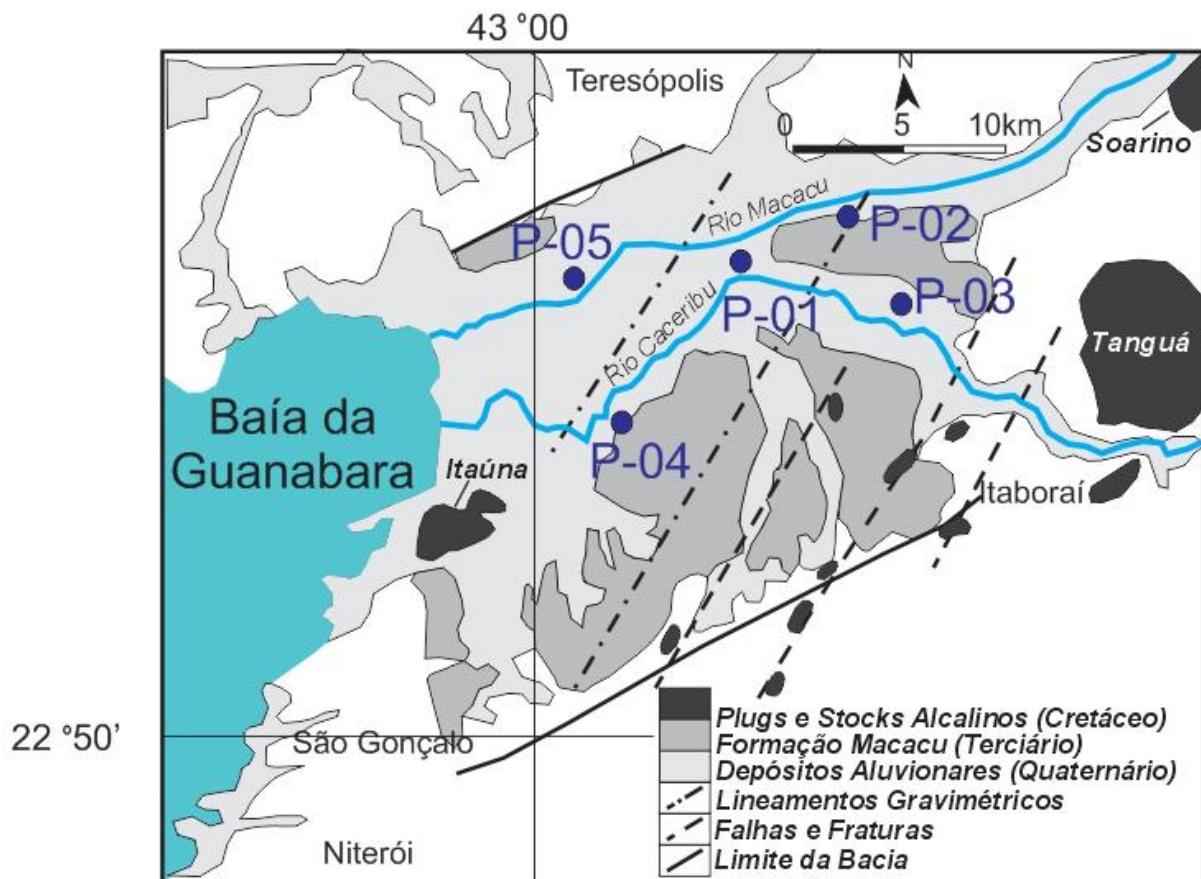 43 °00
Teresópolis
N
0 5 10km
Soarino
Rio Macacu
P-02
P-05
P-03
P-01
Rio Caceribu
Tanguá
Baía da
Guanabara
P-04
Itaúna
Itaboraí
Plugs e Stocks Alcalinos (Cretáceo)
Formação Macacu (Terciário)
Depósitos Aluvionares (Quaternário)
Lineamentos Gravimétricos
Falhas e Fraturas
Limite da Bacia
22 °50’
São Gonçalo
Niterói